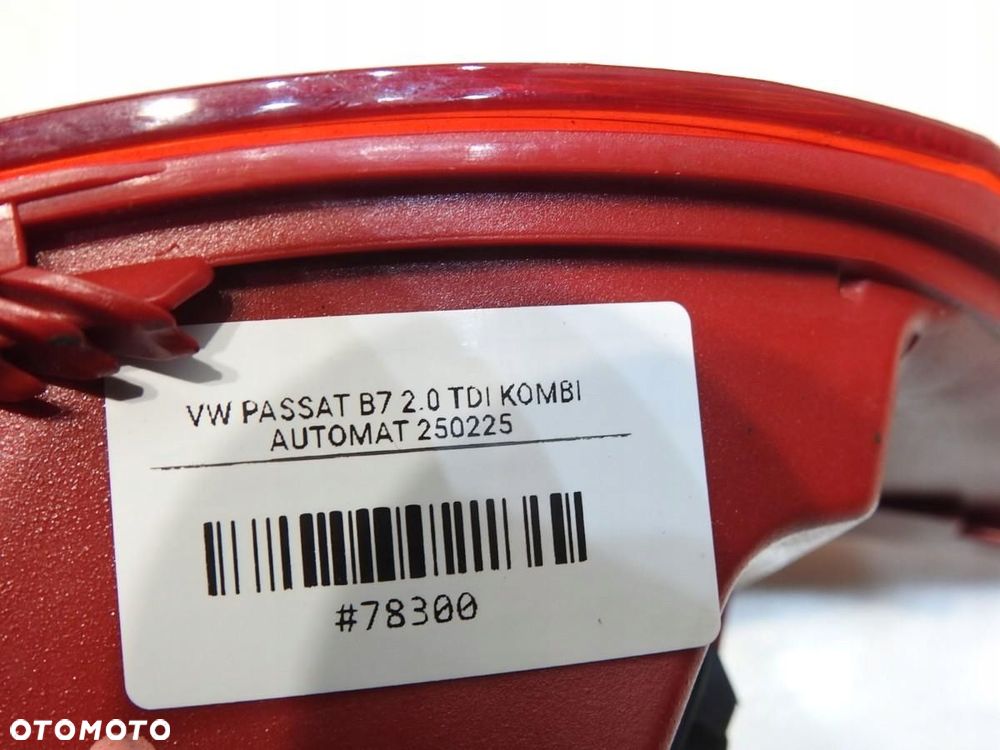 VW PASSAT B7 2.0 TDI KOMBI
AUTOMAT 250225
#78300
OTOMOTO